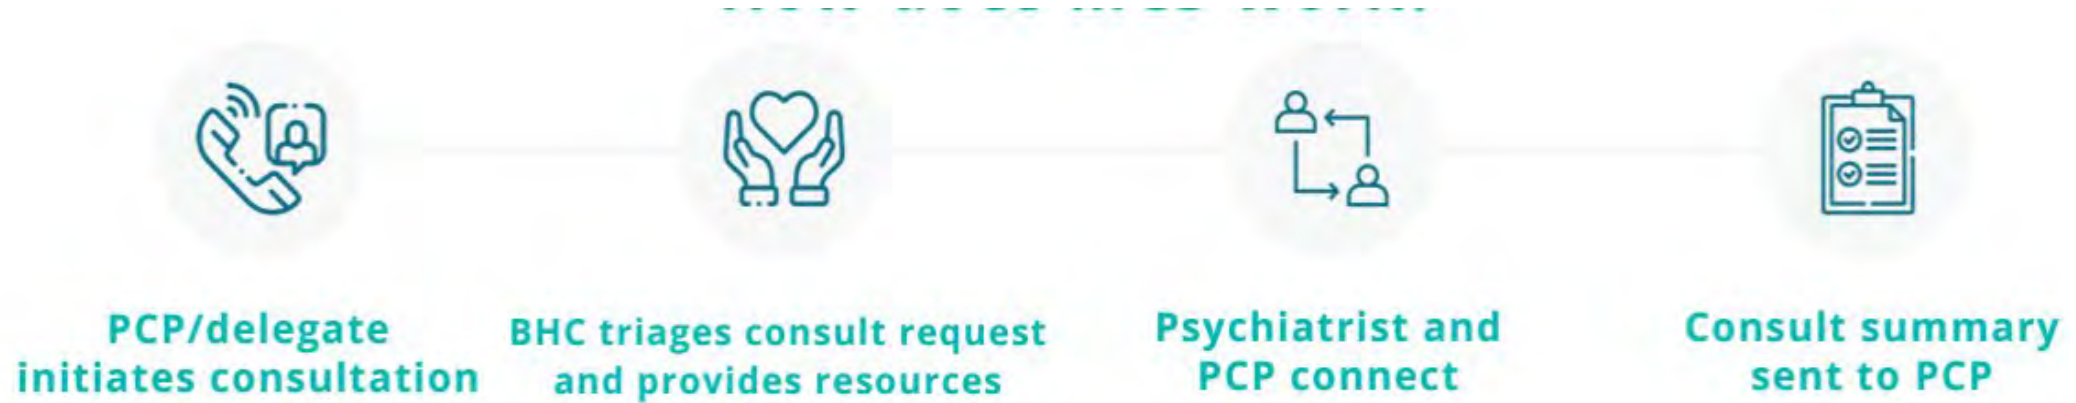 PCP/delegate
initiates consultation
BHC triages consult request
and provides resources
Psychiatrist and
PCP connect
Consult summary
sent to PCP